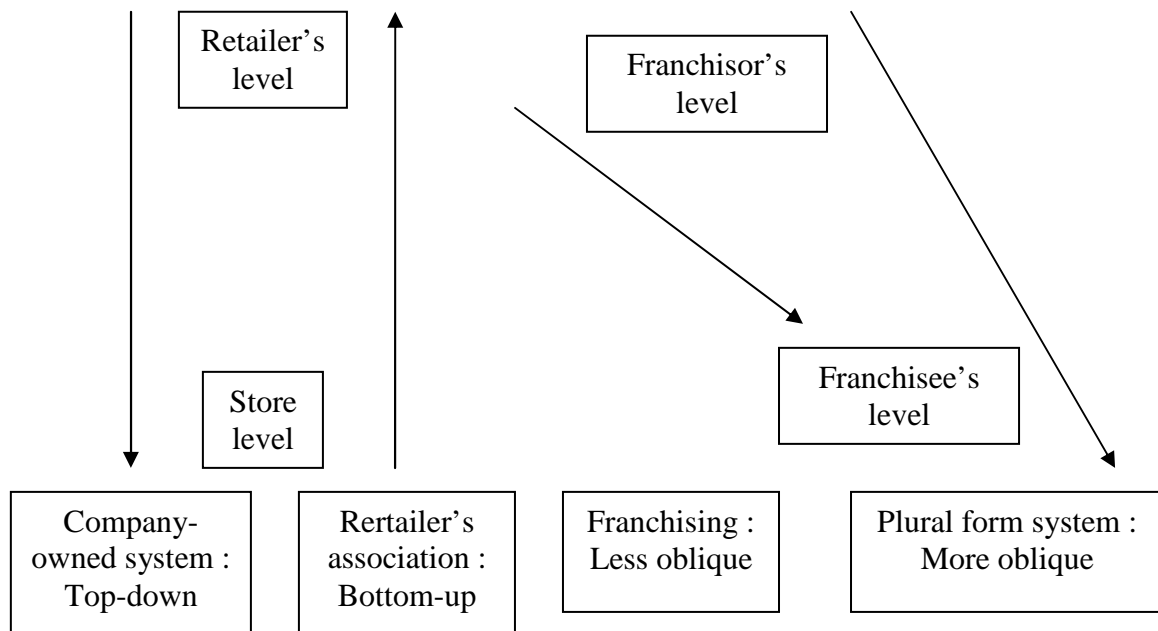 Retailer’s
level
Franchisor’s
level
Franchisee’s
level
Store
level
Company-
owned system :
Top-down
Rertailer’s
association :
Bottom-up
Franchising :
Less oblique
Plural form system :
More oblique